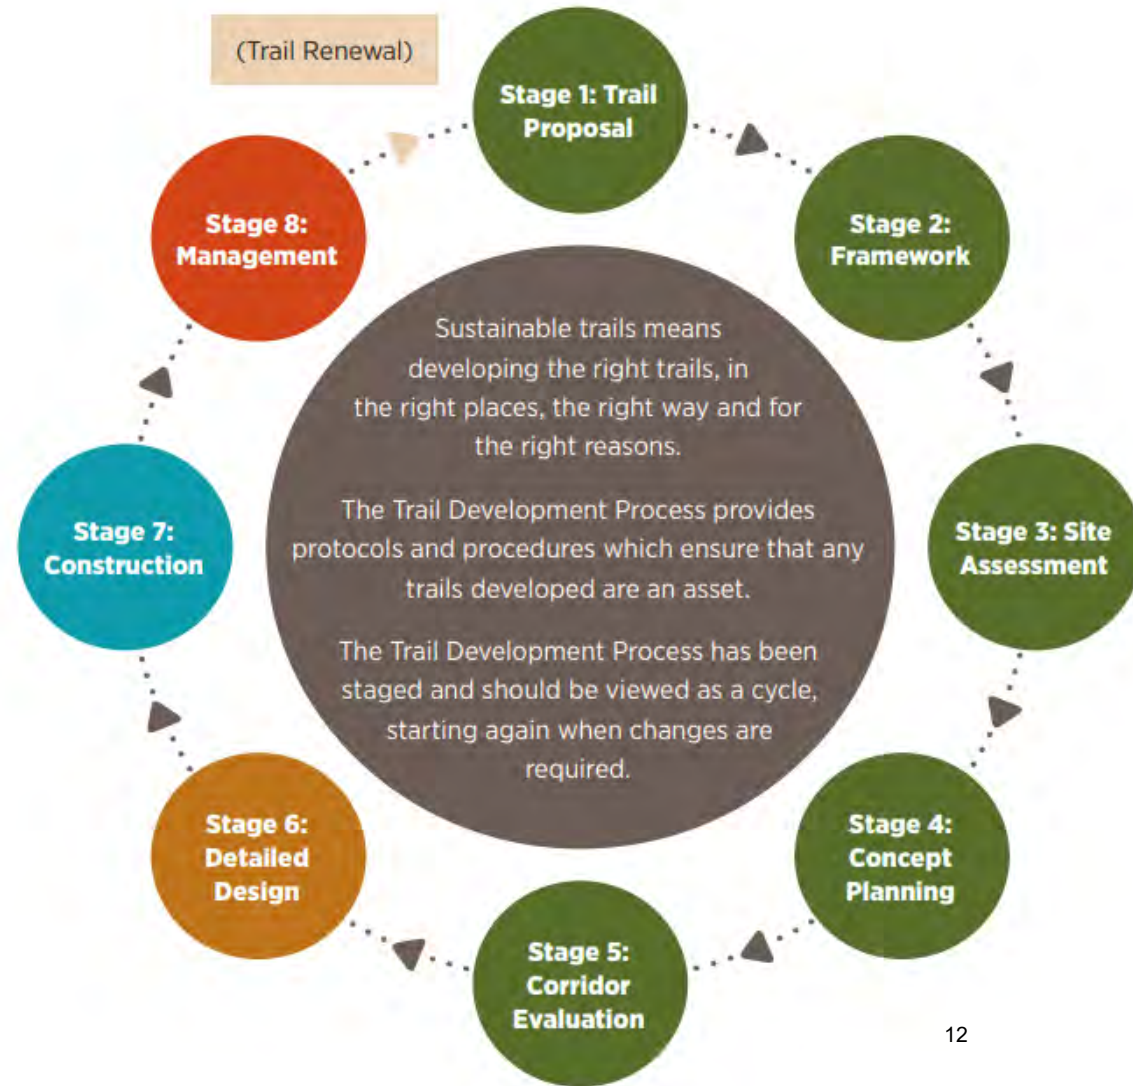 (Trail Renewal)
Stage 1: Trail
Proposal
Stage 2:
Framework
Stage 3: Site
Assessment
Stage 4:
Concept
Planning
Stage 5:
Corridor
Evaluation
Stage 6:
Detailed
Design
Stage 7:
Construction
Stage 8:
Management
Sustainable trails means
developing the right trails, in
the right places, the right way and for
the right reasons.
The Trail Development Process provides
protocols and procedures which ensure that any
trails developed are an asset.
The Trail Development Process has been
staged and should be viewed as a cycle,
starting again when changes are
required.
12